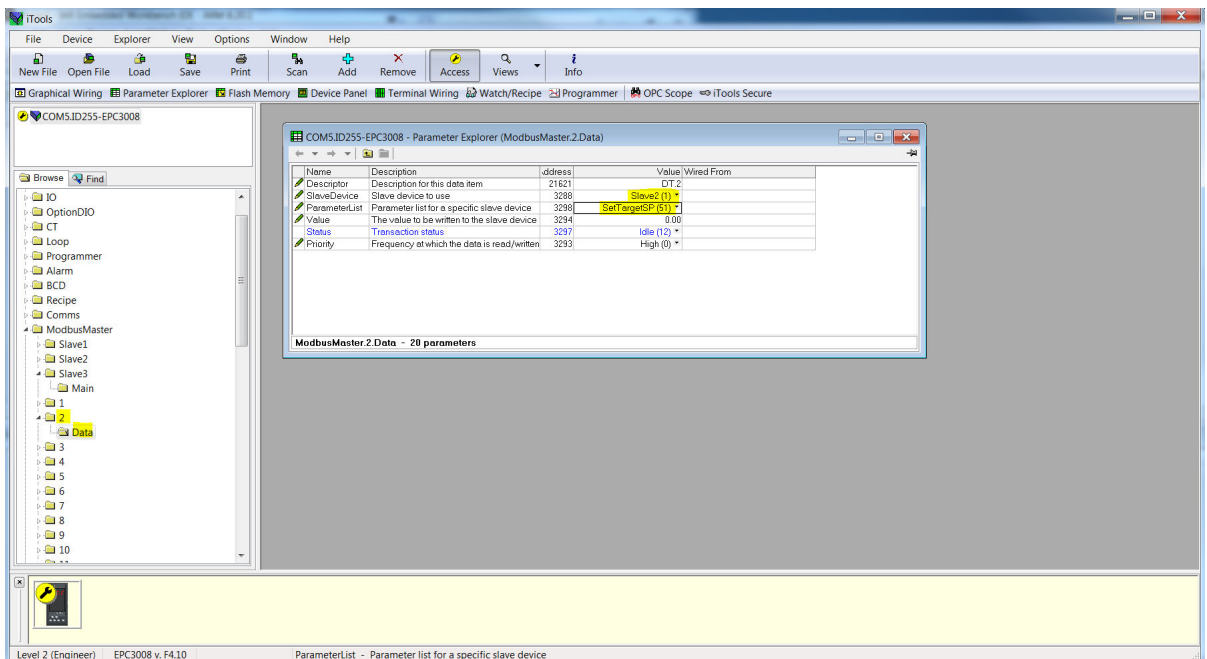 iTools
File Device Explorer View Options Window Help
New File Open File Load Save Print Scan Add Remove Access Views Info
Graphical Wiring Parameter Explorer Flash Memory Device Panel Terminal Wiring Watch/Recipe Programmer OPC Scope iTools Secure
COM5.ID255-EPC3008
Browse Find
IO
OptionDIO
CT
Loop
Programmer
Alarm
BCD
Recipe
Comms
ModbusMaster
Slave1
Slave2
Slave3
Main
1
2
Data
3
4
5
6
7
8
9
10
COM5.ID255-EPC3008 - Parameter Explorer (ModbusMaster.2.Data)
Name Description ddress Value Wired From
Descriptor Description for this data item 21621 DT.2
SlaveDevice Slave device to use 3288 Slave2 (1)
ParameterList Parameter list for a specific slave device 3298 SetTargetSP (51)
Value The value to be written to the slave device 3294 0.00
Status Transaction status 3297 Idle (12)
Priority Frequency at which the data is read/written 3293 High (0)
ModbusMaster.2.Data - 20 parameters
Level 2 (Engineer) EPC3008 v. F4.10 ParameterList - Parameter list for a specific slave device